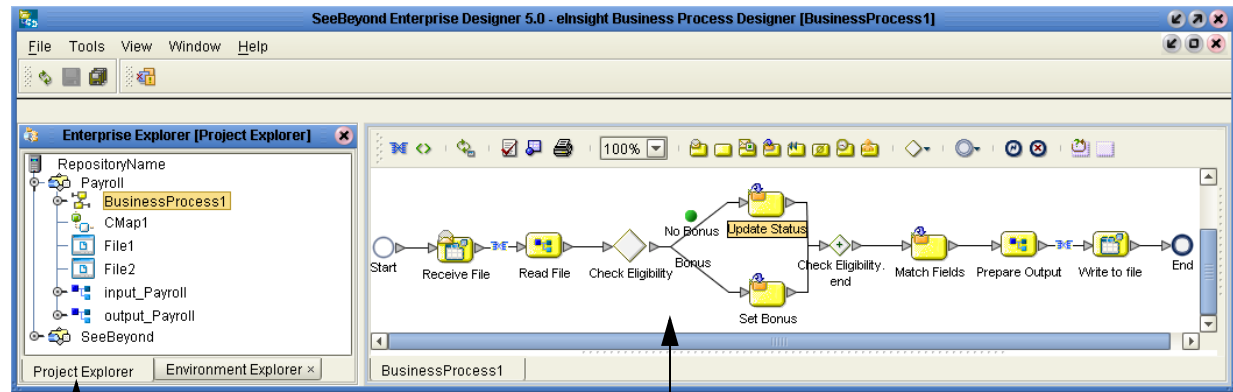 SeeBeyond Enterprise Designer 5.0 - eInsight Business Process Designer [BusinessProcess1]
File Tools View Window Help
Enterprise Explorer [Project Explorer]
RepositoryName
Payroll
BusinessProcess1
CMap1
File1
File2
input_Payroll
output_Payroll
SeeBeyond
Project Explorer
Environment Explorer ×
100%
Start
Receive File
Read File
Check Eligibility
No Bonus
Bonus
Update Status
Set Bonus
Check Eligibility.
end
Match Fields
Prepare Output
Write to file
End
BusinessProcess1